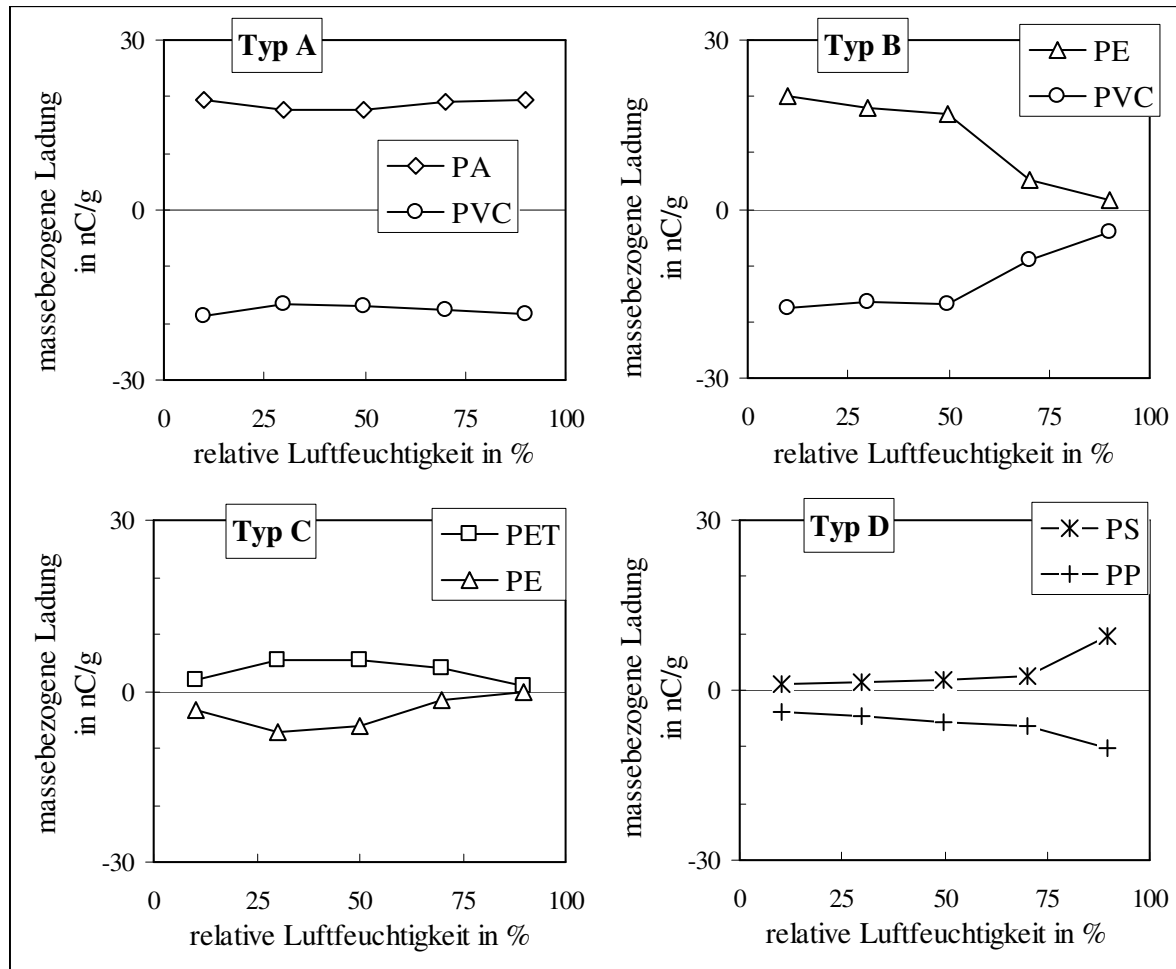 Typ A
massebezogene Ladung
in nC/g
30
0
-30
PA
PVC
0
25
50
75
100
relative Luftfeuchtigkeit in %
Typ B
massebezogene Ladung
in nC/g
30
0
-30
PE
PVC
0
25
50
75
100
relative Luftfeuchtigkeit in %
Typ C
massebezogene Ladung
in nC/g
30
0
-30
PET
PE
0
25
50
75
100
relative Luftfeuchtigkeit in %
Typ D
massebezogene Ladung
in nC/g
30
0
-30
PS
PP
0
25
50
75
100
relative Luftfeuchtigkeit in %